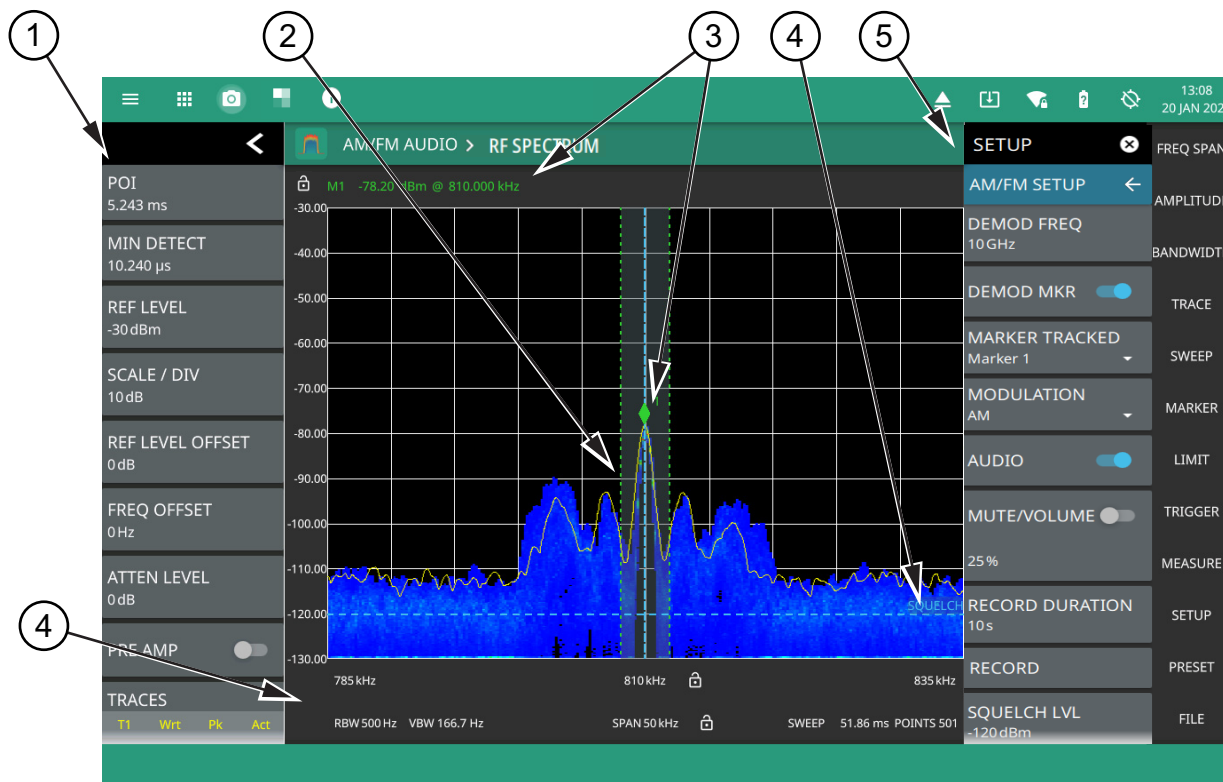 1
2
3
4
5
13:08
20 JAN 202
AM/FM AUDIO > RF SPECTRUM
M1 -78.20 dBm @ 810.000 kHz
POI
5.243 ms
MIN DETECT
10.240 µs
REF LEVEL
-30 dBm
SCALE / DIV
10 dB
REF LEVEL OFFSET
0 dB
FREQ OFFSET
0 Hz
ATTEN LEVEL
0 dB
4
PRE AMP
TRACES
T1 Wrt Pk Act
-30.00
-40.00
-50.00
-60.00
-70.00
-80.00
-90.00
-100.00
-110.00
-120.00
-130.00
1
SQUELCH
785 kHz 810 kHz 835 kHz
RBW 500 Hz VBW 166.7 Hz SPAN 50 kHz SWEEP 51.86 ms POINTS 501
SETUP
AM/FM SETUP
DEMOD FREQ
10 GHz
DEMOD MKR
MARKER TRACKED
Marker 1
MODULATION
AM
AUDIO
MUTE/VOLUME
25 %
RECORD DURATION
10 s
RECORD
SQUELCH LVL
-120 dBm
FREQ SPAN
AMPLITUDE
BANDWIDT
TRACE
SWEEP
MARKER
LIMIT
TRIGGER
MEASURE
SETUP
PRESET
FILE